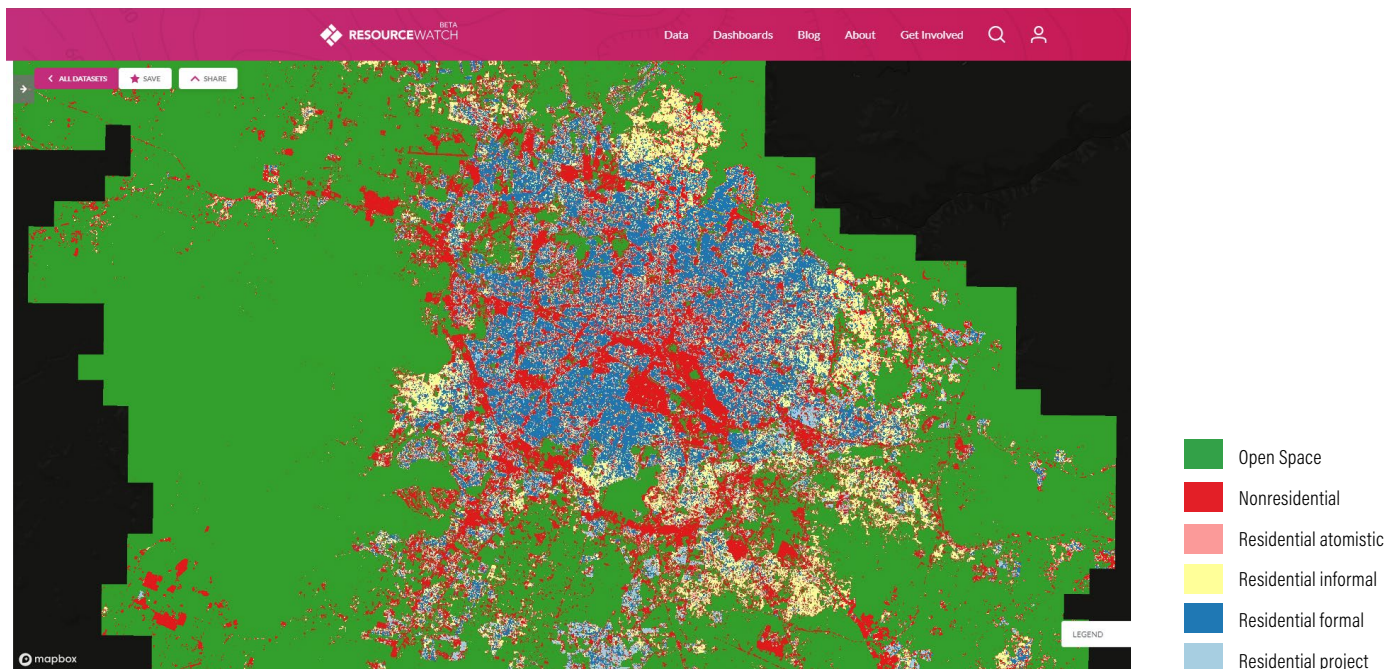 BETA
RESOURCEWATCH
Data Dashboards Blog About Get Involved
ALL DATASETS SAVE SHARE
Open Space
Nonresidential
Residential atomistic
Residential informal
Residential formal
LEGEND
mapbox
Residential project